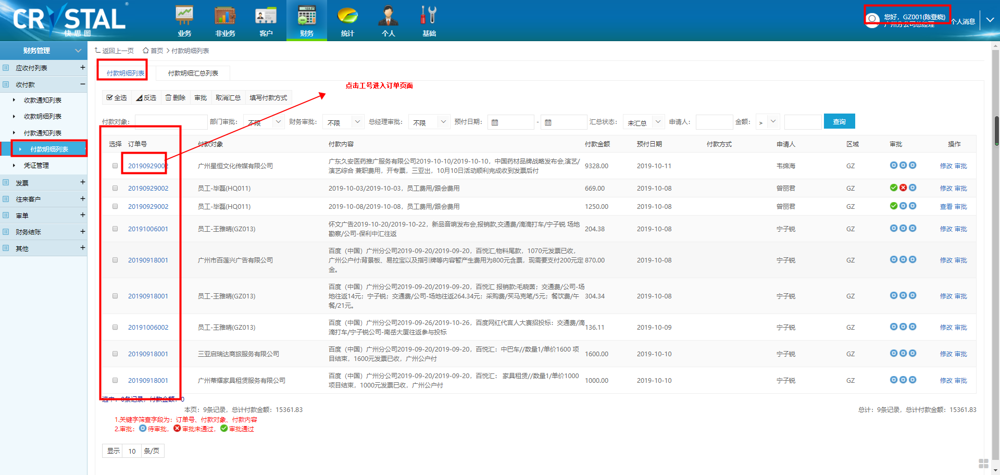 CRYSTAL ®
快思图
业务 非业务 客户 财务 统计 个人 基础
您好，GZ001(陈登晓)
广州分公司总经理
个人消息
财务管理
应收付列表 +
收付款 −
收款通知列表
收款明细列表
付款通知列表
付款明细列表
凭证管理
发票 +
往来客户 +
审单 +
财务结账 +
其他 +
返回上一页 首页 > 付款明细列表
付款明细列表 付款明细汇总列表
点击工号进入订单页面
全选 反选 删除 审批 取消汇总 填写付款方式
付款对象： 部门审批： 不限 财务审批： 不限 总经理审批： 不限 预付日期： - 汇总状态： 未汇总 申请人： 金额： > 查询
选择 订单号 付款对象 付款内容 付款金额 预付日期 付款方式 申请人 区域 审批 操作
20190929002 广州星恒文化传媒有限公司 广东久安医药推广服务有限公司2019-10-10/2019-10-10，中国药材品牌战略发布会,演艺/
演艺综合 兼职费用，开专票，三亚出，10月10日活动顺利完成收到发票后付 9328.00 2019-10-11 韦绵海 GZ 修改 审批
20190929002 员工-毕磊(HQ011) 2019-10-03/2019-10-03，员工费用/跟会费用 669.00 2019-10-08 曾丽君 GZ 修改 审批
20190929002 员工-毕磊(HQ011) 2019-10-08/2019-10-08，员工费用/跟会费用 1250.00 2019-10-08 曾丽君 GZ 查看 审批
20191006001 员工-王雅晴(GZ013) 怀文广告2019-10-20/2019-10-22，新品音响发布会,报销款,交通费/滴滴打车/宁子锐 场地
勘察/公司-保利中汇往返 204.38 2019-10-08 宁子锐 GZ 修改 审批
20190918001 广州市百莲兴广告有限公司 百度（中国）广州分公司2019-09-20/2019-09-20，百悦汇,物料尾款，1070元发票已收，
广州公户付:背景板、易拉宝以及指引牌等内容暂产生费用为800元含票，现需要支付200元定
金。 870.00 2019-10-08 宁子锐 GZ 修改 审批
20190918001 员工-王雅晴(GZ013) 百度（中国）广州分公司2019-09-20/2019-09-20，百悦汇 报销款:毛晓茵；交通费/公司-场
地往返14元；宁子锐；交通费/公司-场地往返264.34元；采购费/买马克笔/5元；餐饮费/午
餐/21元。 304.34 2019-10-08 宁子锐 GZ 修改 审批
20191006002 员工-王雅晴(GZ013) 百度（中国）广州分公司2019-09-26/2019-10-26，百度网红代言人大赛招投标：交通费/滴
滴打车/宁子锐公司-南岳大厦往返参与投标 136.11 2019-10-09 宁子锐 GZ 修改 审批
20190918001 三亚启瑞达商旅服务有限公司 百度（中国）广州分公司2019-09-20/2019-09-20，百悦汇：中巴车//数量1/单价1600 项
目结束，1600元发票已收，广州公户付 1600.00 2019-10-10 宁子锐 GZ 修改 审批
20190918001 广州蒂耀家具租赁服务有限公司 百度（中国）广州分公司2019-09-20/2019-09-20，百悦汇： 家具租赁//数量1/单价1000
项目结束，1000元发票已收，广州公户付 1000.00 2019-10-10 宁子锐 GZ 修改 审批
选中：0条记录，付款金额：0
本页：9条记录，总计付款金额：15361.83 总计：9条记录，总计付款金额：15361.83
1.关键字筛查字段为：订单号、付款对象、付款内容
2.审批： 待审批， 审批未通过， 审批通过
显示 10 条/页